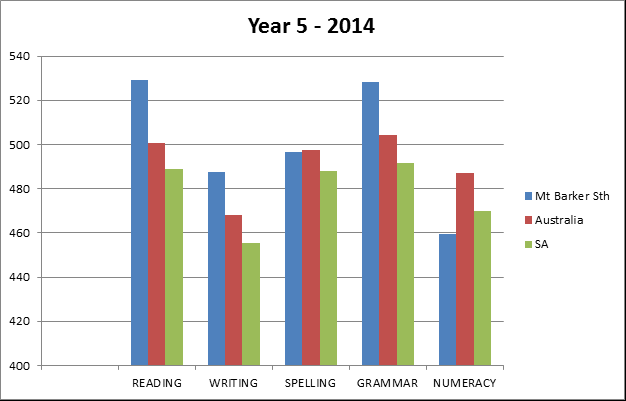 Year 5 - 2014
540
520
500
480
460
440
420
400
READING WRITING SPELLING GRAMMAR NUMERACY
Mt Barker Sth
Australia
SA